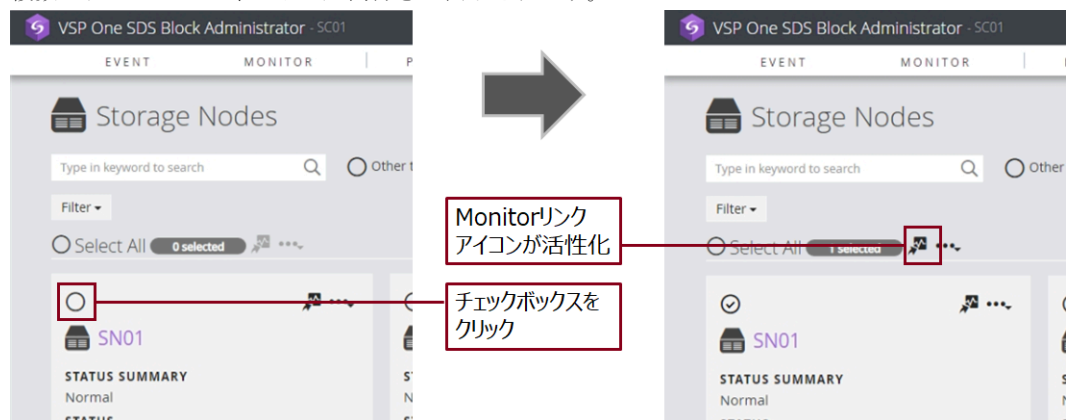 VSP One SDS Block Administrator - SC01
EVENT MONITOR
Storage Nodes
Type in keyword to search
Other
Filter
Select All 0 selected
SN01
STATUS SUMMARY
Normal
STATUS
Monitorリンク
アイコンが活性化
チェックボックスを
クリック
VSP One SDS Block Administrator - SC01
EVENT MONITOR
Storage Nodes
Type in keyword to search
Other
Filter
Select All 1 selected
SN01
STATUS SUMMARY
Normal